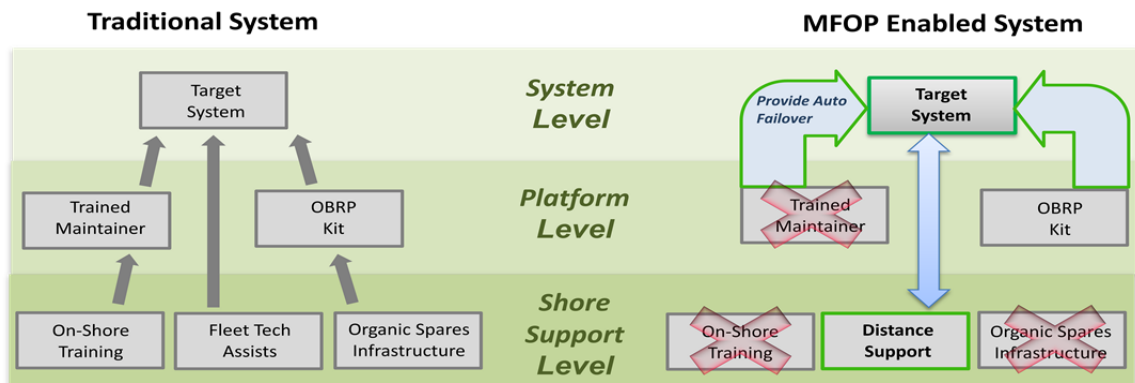 Traditional System
MFOP Enabled System
System
Level
Target
System
Provide Auto
Failover
Target
System
Platform
Level
Trained
Maintainer
OBRP
Kit
Trained
Maintainer
OBRP
Kit
Shore
Support
Level
On-Shore
Training
Fleet Tech
Assists
Organic Spares
Infrastructure
On-Shore
Training
Distance
Support
Organic Spares
Infrastructure